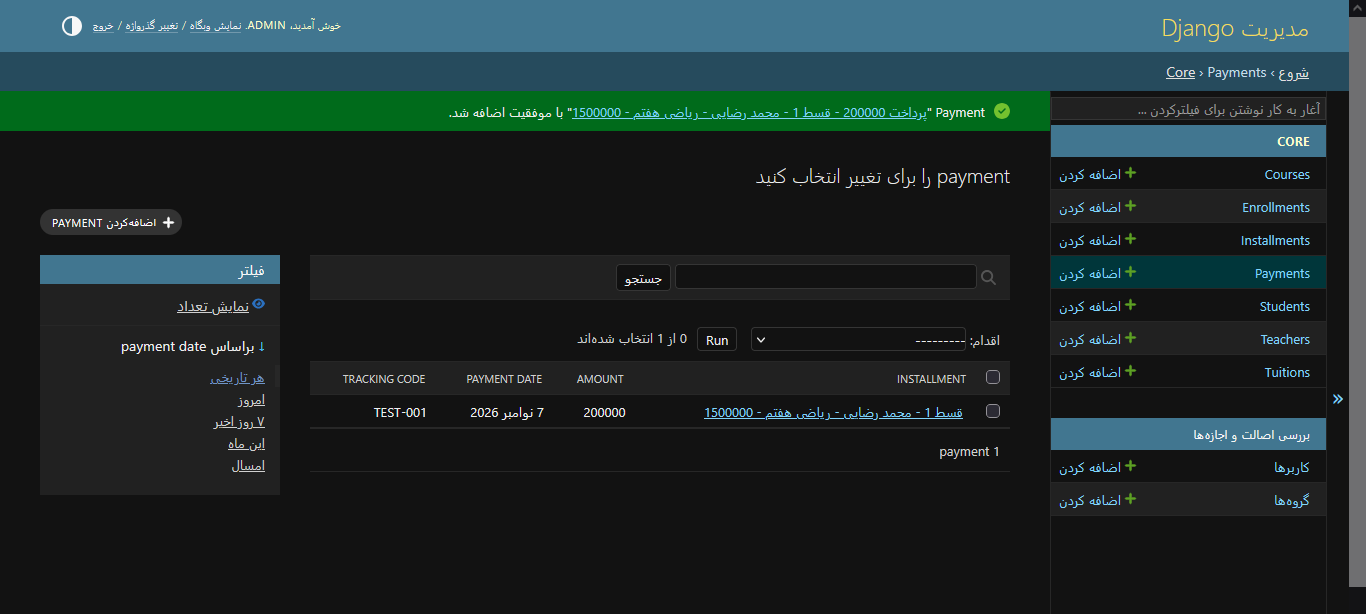 مدیریت Django
خوش آمدید، ADMIN. نمایش وبگاه / تغییر گذرواژه / خروج
شروع › Core › Payments
آغاز به کار نوشتن برای فیلترکردن ...
CORE
Courses اضافه کردن
Enrollments اضافه کردن
Installments اضافه کردن
Payments اضافه کردن
Students اضافه کردن
Teachers اضافه کردن
Tuitions اضافه کردن
»
بررسی اصالت و اجازه‌ها
کاربرها اضافه کردن
گروه‌ها اضافه کردن
Payment "پرداخت 200000 - قسط 1 - محمد رضایی - ریاضی هفتم - 1500000" با موفقیت اضافه شد.
payment را برای تغییر انتخاب کنید
اضافه‌کردن PAYMENT
جستجو
اقدام: --------- Run 0 از 1 انتخاب شده‌اند
INSTALLMENT AMOUNT PAYMENT DATE TRACKING CODE
قسط 1 - محمد رضایی - ریاضی هفتم - 1500000 200000 7 نوامبر 2026 TEST-001
1 payment
فیلتر
نمایش تعداد
↓ براساس payment date
هر تاریخی
امروز
۷ روز اخیر
این ماه
امسال